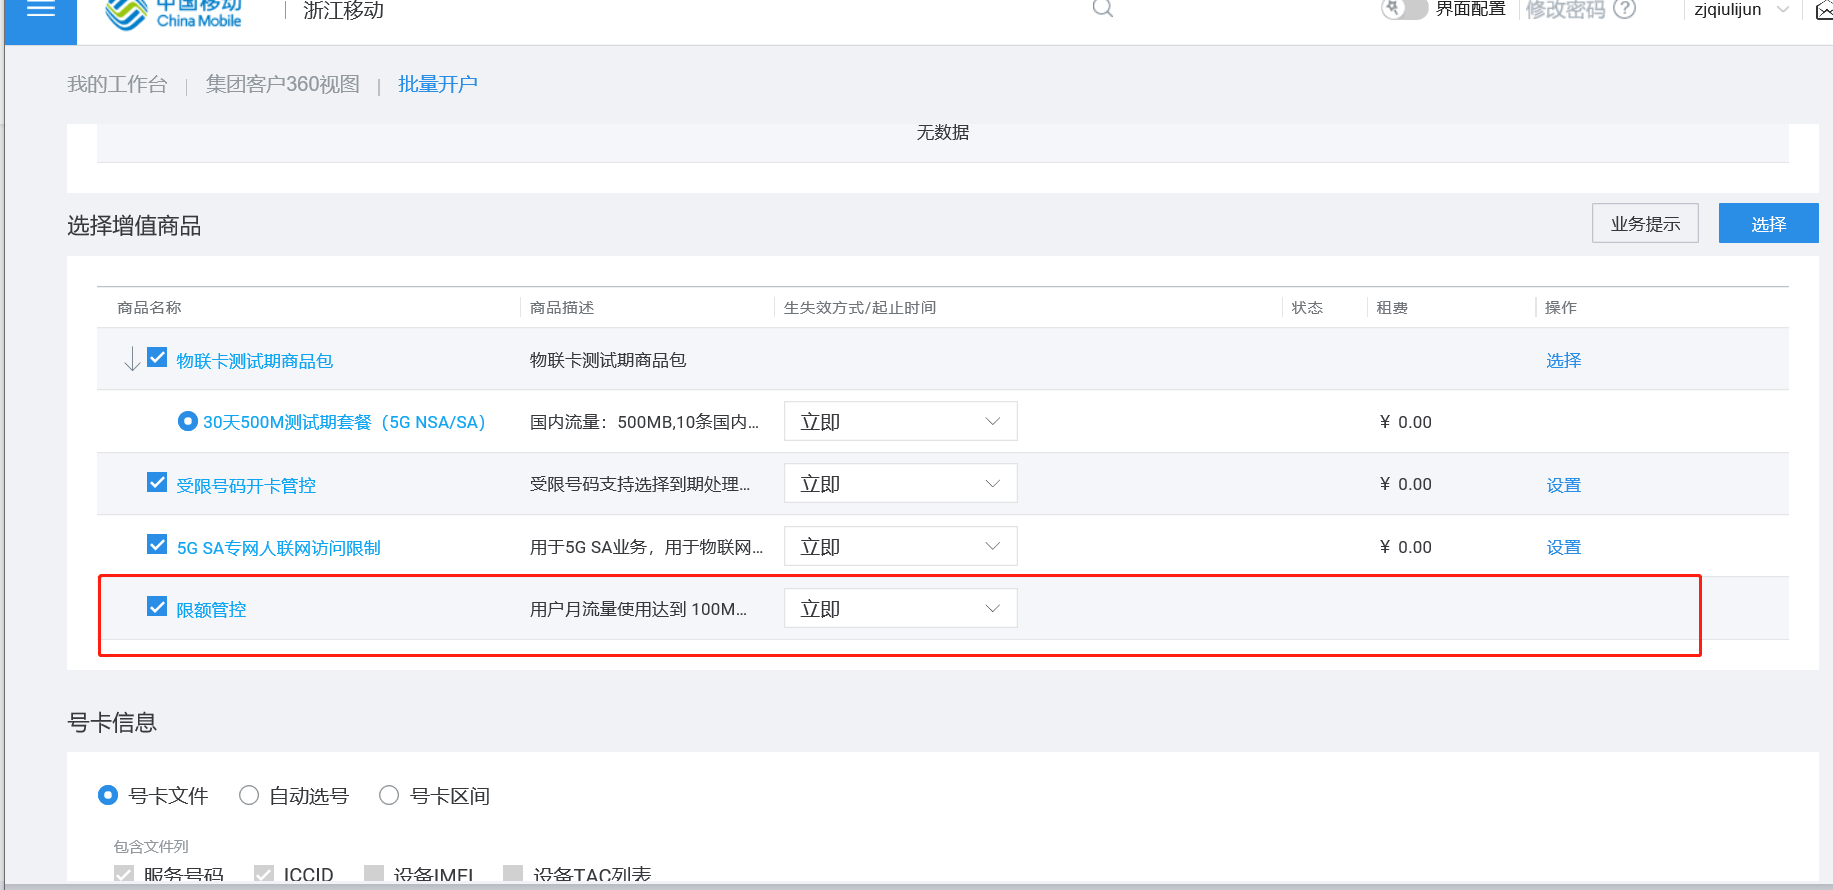 中国移动
China Mobile
浙江移动
界面配置
修改密码
zjqiulijun
我的工作台 | 集团客户360视图 | 批量开户
无数据
选择增值商品
业务提示
选择
商品名称 商品描述 生失效方式/起止时间 状态 租费 操作
物联卡测试期商品包 物联卡测试期商品包 选择
30天500M测试期套餐（5G NSA/SA） 国内流量：500MB,10条国内... 立即 ¥ 0.00
受限号码开卡管控 受限号码支持选择到期处理... 立即 ¥ 0.00 设置
5G SA专网人联网访问限制 用于5G SA业务，用于物联网... 立即 ¥ 0.00 设置
限额管控 用户月流量使用达到 100M... 立即
号卡信息
号卡文件 自动选号 号卡区间
包含文件列
服务号码 ICCID 设备IMEI 设备TAC列表